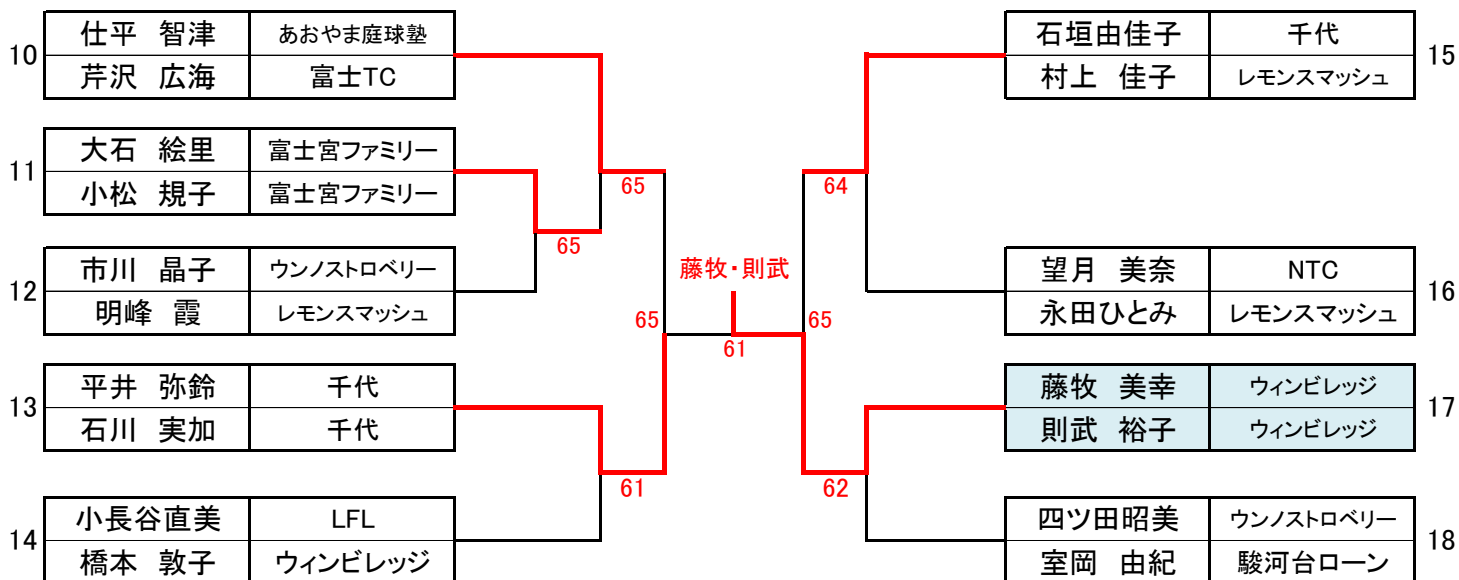 10
仕平 智津 あおやま庭球塾
芹沢 広海 富士TC
11
大石 絵里 富士宮ファミリー
小松 規子 富士宮ファミリー
12
市川 晶子 ウンノストロベリー
明峰 霞 レモンスマッシュ
13
平井 弥鈴 千代
石川 実加 千代
14
小長谷直美 LFL
橋本 敦子 ウィンビレッジ
65
65
65
61
藤牧・則武
61
64
65
62
石垣由佳子 千代
村上 佳子 レモンスマッシュ
15
望月 美奈 NTC
永田ひとみ レモンスマッシュ
16
藤牧 美幸 ウィンビレッジ
則武 裕子 ウィンビレッジ
17
四ツ田昭美 ウンノストロベリー
室岡 由紀 駿河台ローン
18